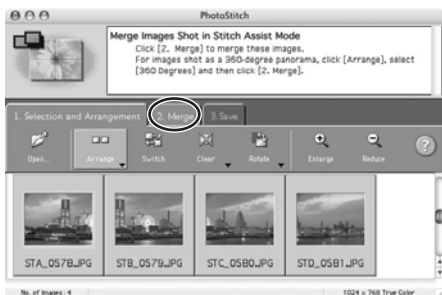 PhotoStitch
Merge Images Shot in Stitch Assist Mode
Click [2. Merge] to merge these images.
For images shot as a 360-degree panorama, click [Arrange], select
[360 Degrees] and then click [2. Merge].
1. Selection and Arrangement 2. Merge 3.Save
Open... Arrange Switch Clear Rotate Enlarge Reduce ?
STA_0578.JPG STB_0579.JPG STC_0580.JPG STD_0581.JPG
No. of Images: 4 1024 x 768 True Color